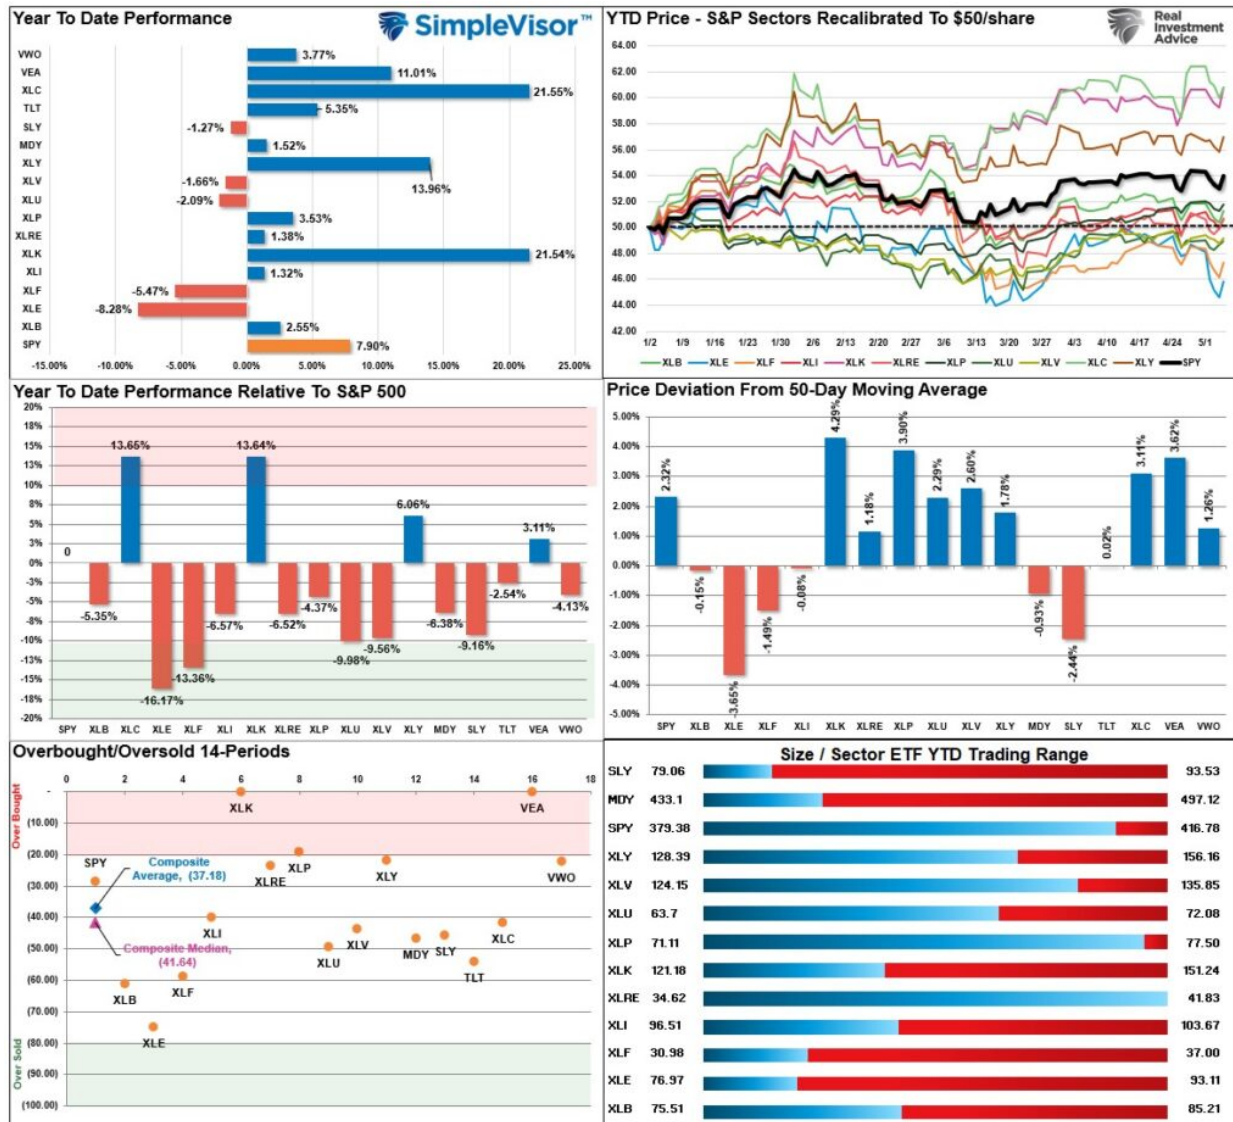 Year To Date Performance
SimpleVisor™
VWO 3.77%
VEA 11.01%
XLC 21.55%
TLT 5.35%
SLY -1.27%
MDY 1.52%
XLY 13.96%
XLV -1.66%
XLU -2.09%
XLP 3.53%
XLRE 1.38%
XLK 21.54%
XLI 1.32%
XLF -5.47%
XLE -8.28%
XLB 2.55%
SPY 7.90%
-15.00% -10.00% -5.00% 0.00% 5.00% 10.00% 15.00% 20.00% 25.00%
YTD Price - S&P Sectors Recalibrated To $50/share
Real
Investment
Advice
64.00
62.00
60.00
58.00
56.00
54.00
52.00
50.00
48.00
46.00
44.00
42.00
1/2 1/9 1/16 1/23 1/30 2/6 2/13 2/20 2/27 3/6 3/13 3/20 3/27 4/3 4/10 4/17 4/24 5/1
XLB XLE XLF XLI XLK XLRE XLP XLU XLV XLC XLY SPY
Year To Date Performance Relative To S&P 500
20%
18%
15%
13%
10%
8%
5%
3%
0%
-3%
-5%
-8%
-10%
-13%
-15%
-18%
-20%
0 -5.35% 13.65% -16.17% -13.36% -6.57% 13.64% -6.52% -4.37% -9.98% -9.56% 6.06% -6.38% -9.16% -2.54% 3.11% -4.13%
SPY XLB XLC XLE XLF XLI XLK XLRE XLP XLU XLV XLY MDY SLY TLT VEA VWO
Price Deviation From 50-Day Moving Average
5.00%
4.00%
3.00%
2.00%
1.00%
0.00%
-1.00%
-2.00%
-3.00%
-4.00%
-5.00%
2.32% -0.15% -3.65% -1.49% -0.08% 4.29% 1.18% 3.90% 2.29% 2.60% 1.78% -0.93% -2.44% 0.02% 3.11% 3.62% 1.26%
SPY XLB XLE XLF XLI XLK XLRE XLP XLU XLV XLY MDY SLY TLT XLC VEA VWO
Overbought/Oversold 14-Periods
0 2 4 6 8 10 12 14 16 18
-
(10.00)
(20.00)
(30.00)
(40.00)
(50.00)
(60.00)
(70.00)
(80.00)
(90.00)
(100.00)
Over Bought
Over Sold
XLK VEA
SPY
Composite
Average, (37.18)
XLRE XLP XLY VWO
XLI
Composite Median,
(41.64)
XLU XLV MDY SLY XLC
TLT
XLB XLF
XLE
Size / Sector ETF YTD Trading Range
SLY 79.06 93.53
MDY 433.1 497.12
SPY 379.38 416.78
XLY 128.39 156.16
XLV 124.15 135.85
XLU 63.7 72.08
XLP 71.11 77.50
XLK 121.18 151.24
XLRE 34.62 41.83
XLI 96.51 103.67
XLF 30.98 37.00
XLE 76.97 93.11
XLB 75.51 85.21